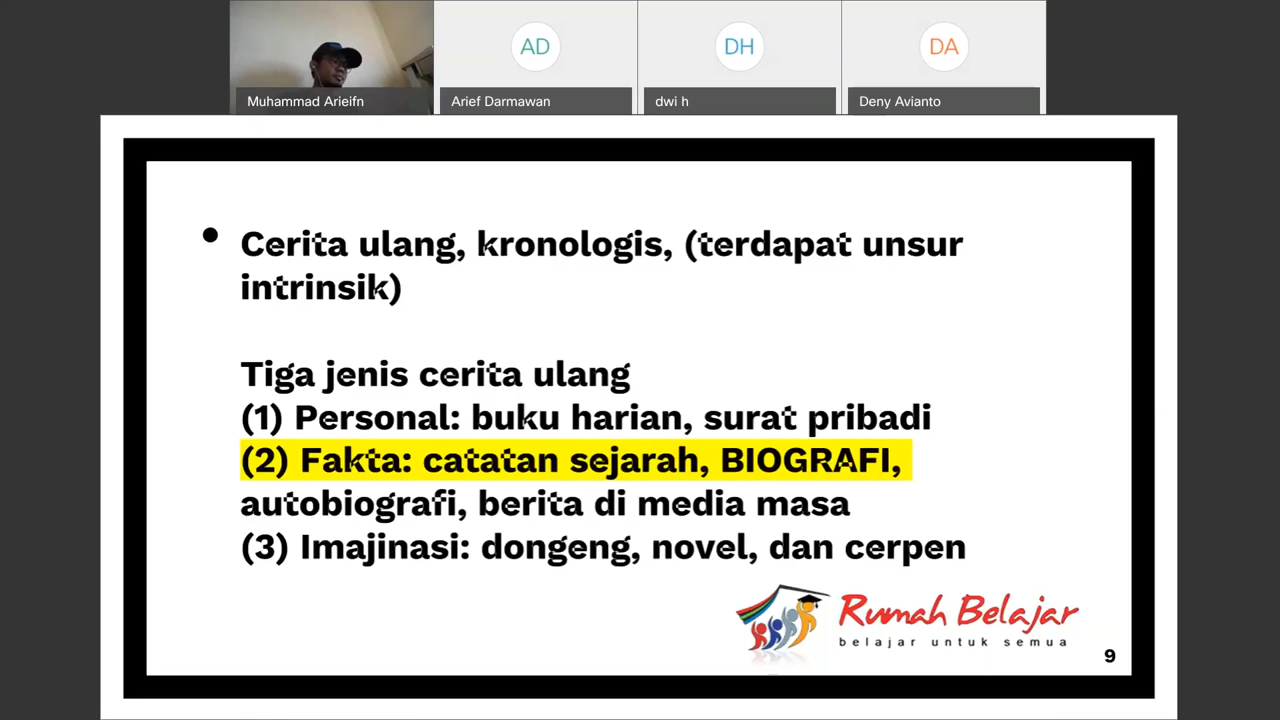 AD
DH
DA
Muhammad Arieifn
Arief Darmawan
dwi h
Deny Avianto
• Cerita ulang, kronologis, (terdapat unsur
intrinsik)
Tiga jenis cerita ulang
(1) Personal: buku harian, surat pribadi
(2) Fakta: catatan sejarah, BIOGRAFI,
autobiografi, berita di media masa
(3) Imajinasi: dongeng, novel, dan cerpen
Rumah Belajar
belajar untuk semua
9